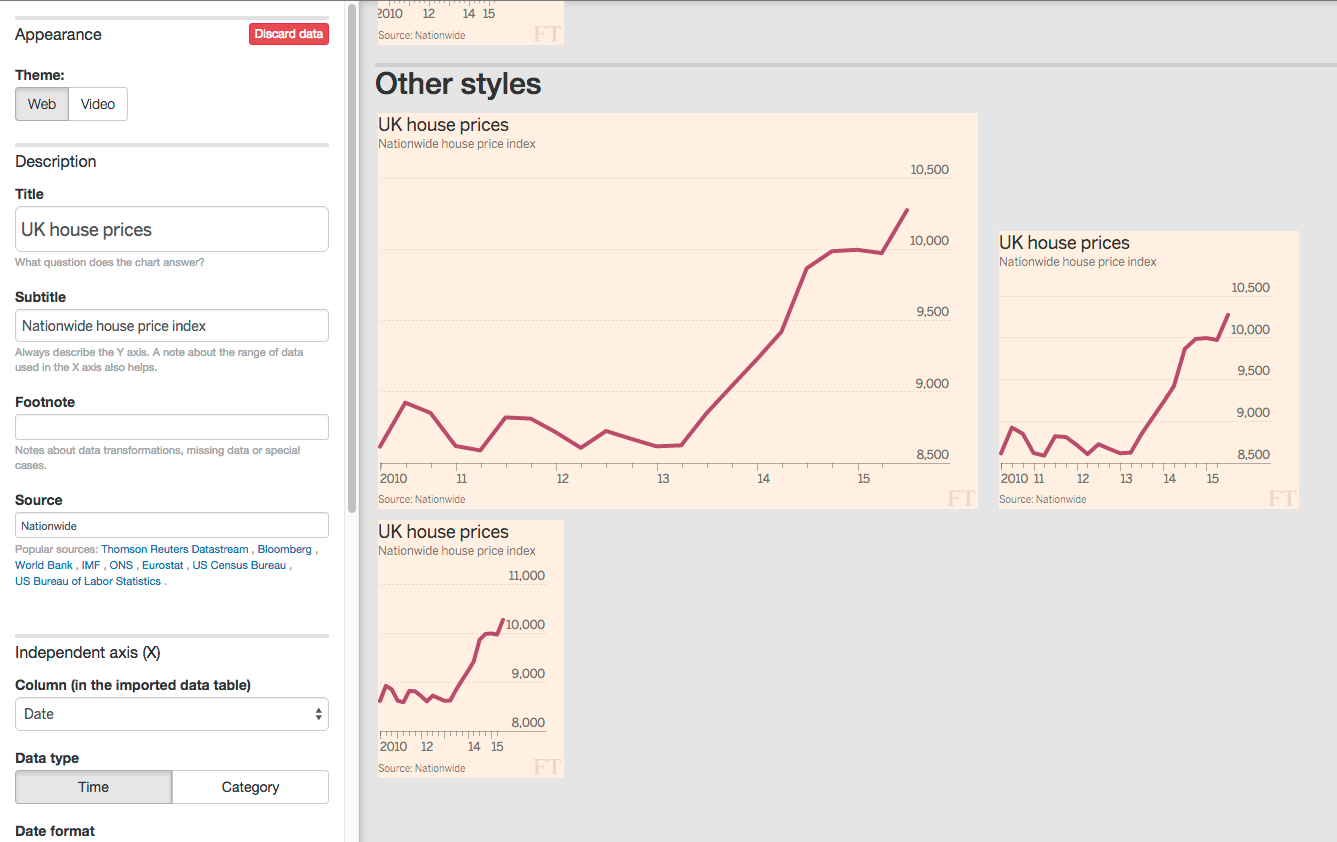 Appearance
Discard data
Theme:
Web
Video
Description
Title
UK house prices
What question does the chart answer?
Subtitle
Nationwide house price index
Always describe the Y axis. A note about the range of data
used in the X axis also helps.
Footnote
Notes about data transformations, missing data or special
cases.
Source
Nationwide
Popular sources: Thomson Reuters Datastream , Bloomberg ,
World Bank , IMF , ONS , Eurostat , US Census Bureau ,
US Bureau of Labor Statistics .
Independent axis (X)
Column (in the imported data table)
Date
Data type
Time
Category
Date format
2010 12 14 15
Source: Nationwide
FT
Other styles
UK house prices
Nationwide house price index
10,500
10,000
9,500
9,000
8,500
2010 11 12 13 14 15
Source: Nationwide
FT
UK house prices
Nationwide house price index
10,500
10,000
9,500
9,000
8,500
2010 11 12 13 14 15
Source: Nationwide
FT
UK house prices
Nationwide house price index
11,000
10,000
9,000
8,000
2010 12 14 15
Source: Nationwide
FT